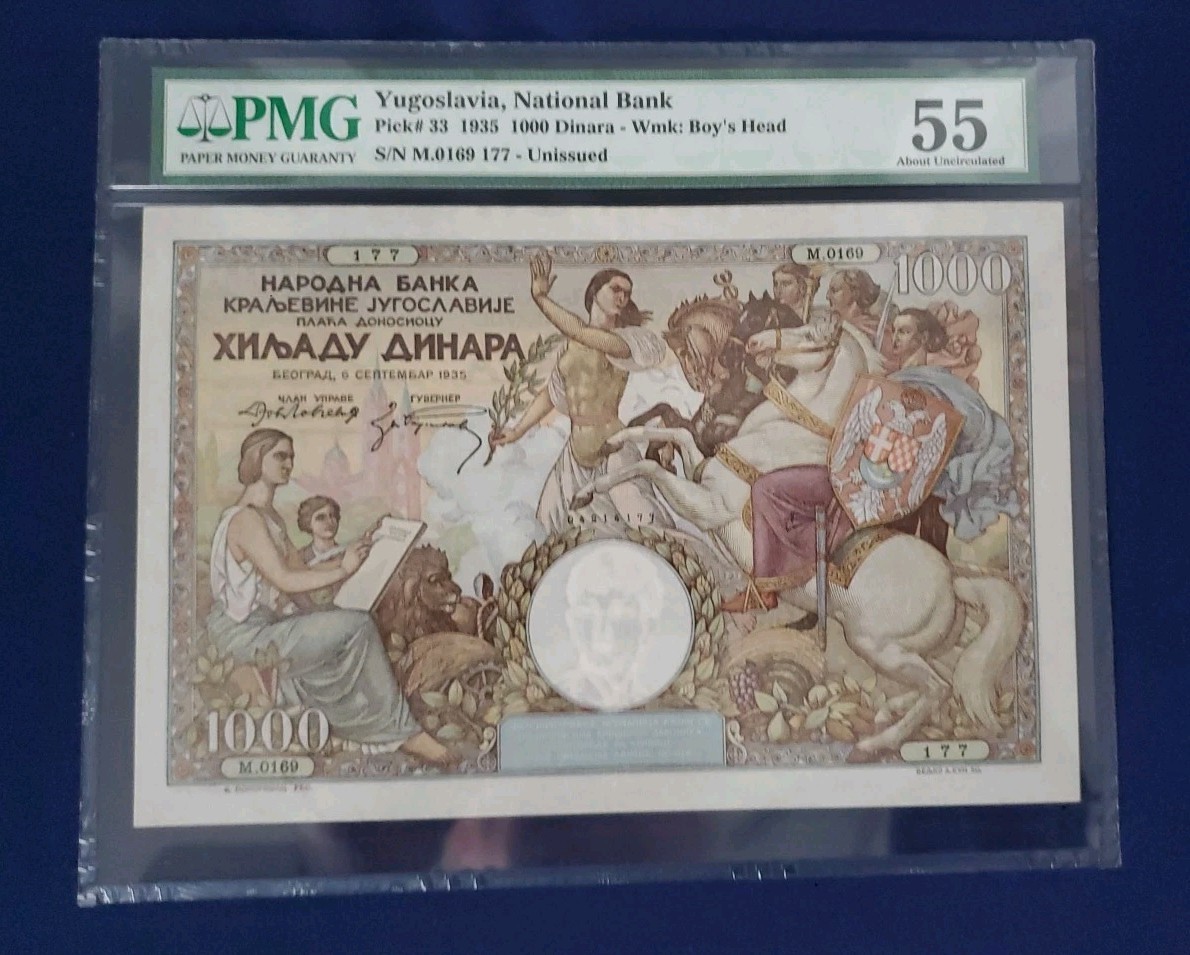 PMG
PAPER MONEY GUARANTY
Yugoslavia, National Bank
Pick# 33 1935 1000 Dinara - Wmk: Boy's Head
S/N M.0169 177 - Unissued
55
About Uncirculated
177
M.0169
1000
НАРОДНА БАНКА
КРАЉЕВИНЕ ЈУГОСЛАВИЈЕ
ПЛАЋА ДОНОСИОЦУ
ХИЉАДУ ДИНАРА
БЕОГРАД, 6 СЕПТЕМБАР 1935
ЧЛАН УПРАВЕ
ГУВЕРНЕР
04214177
1000
M.0169
177